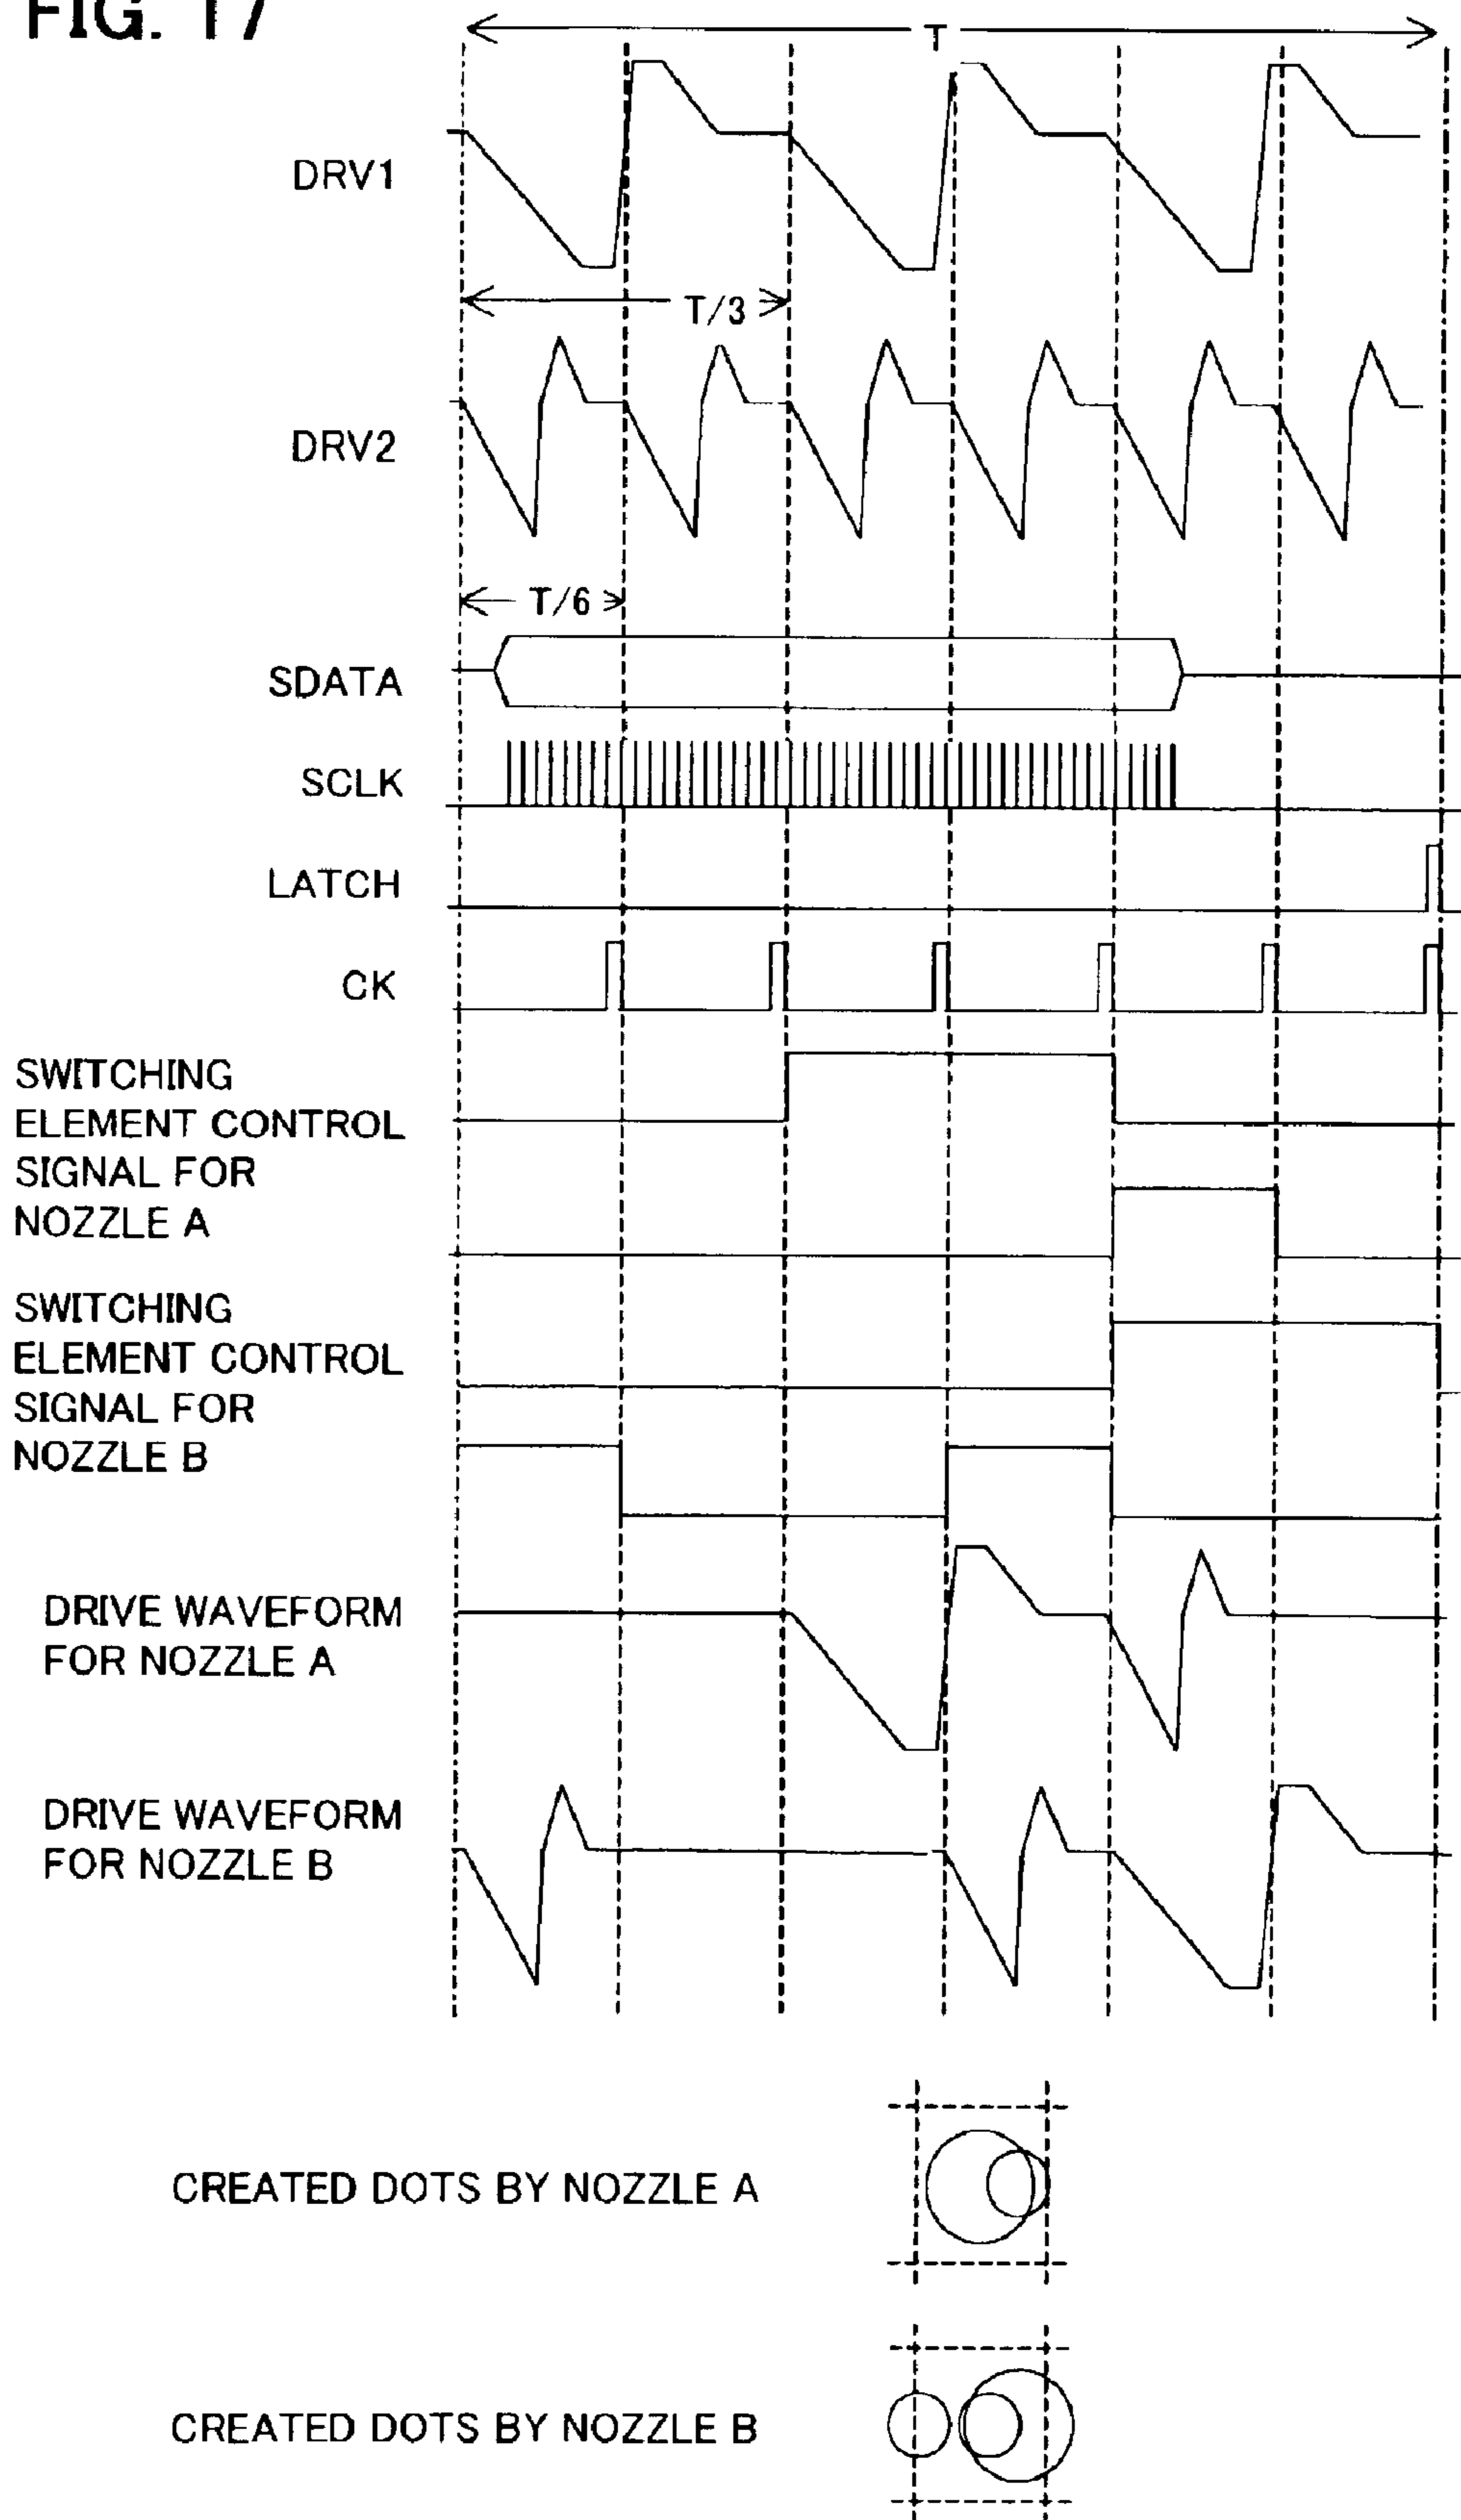 FIG. 17
T
DRV1
T/3
DRV2
T/6
SDATA
SCLK
LATCH
CK
SWITCHING
ELEMENT CONTROL
SIGNAL FOR
NOZZLE A
SWITCHING
ELEMENT CONTROL
SIGNAL FOR
NOZZLE B
DRIVE WAVEFORM
FOR NOZZLE A
DRIVE WAVEFORM
FOR NOZZLE B
CREATED DOTS BY NOZZLE A
CREATED DOTS BY NOZZLE B